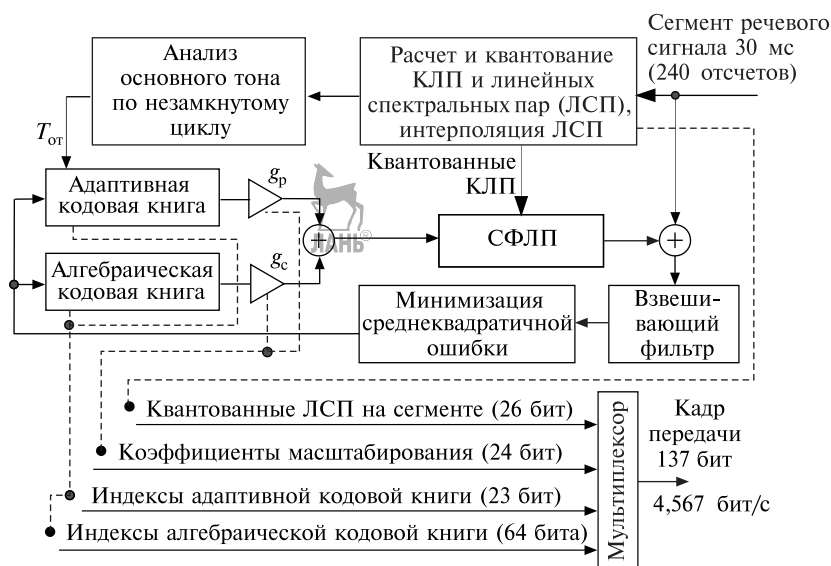 Сегмент речевого
сигнала 30 мс
(240 отсчетов)
Анализ
основного тона
по незамкнутому
циклу
Расчет и квантование
КЛП и линейных
спектральных пар (ЛСП),
интерполяция ЛСП
Tот
Квантованные
КЛП
Адаптивная
кодовая книга
gр
СФЛП
ЛАНЬ®
Алгебраическая
кодовая книга
gс
Минимизация
среднеквадратичной
ошибки
Взвеши-
вающий
фильтр
Квантованные ЛСП на сегменте (26 бит)
Коэффициенты масштабирования (24 бит)
Индексы адаптивной кодовой книги (23 бит)
Индексы алгебраической кодовой книги (64 бита)
Мультиплексор
Кадр
передачи
137 бит
4,567 бит/с